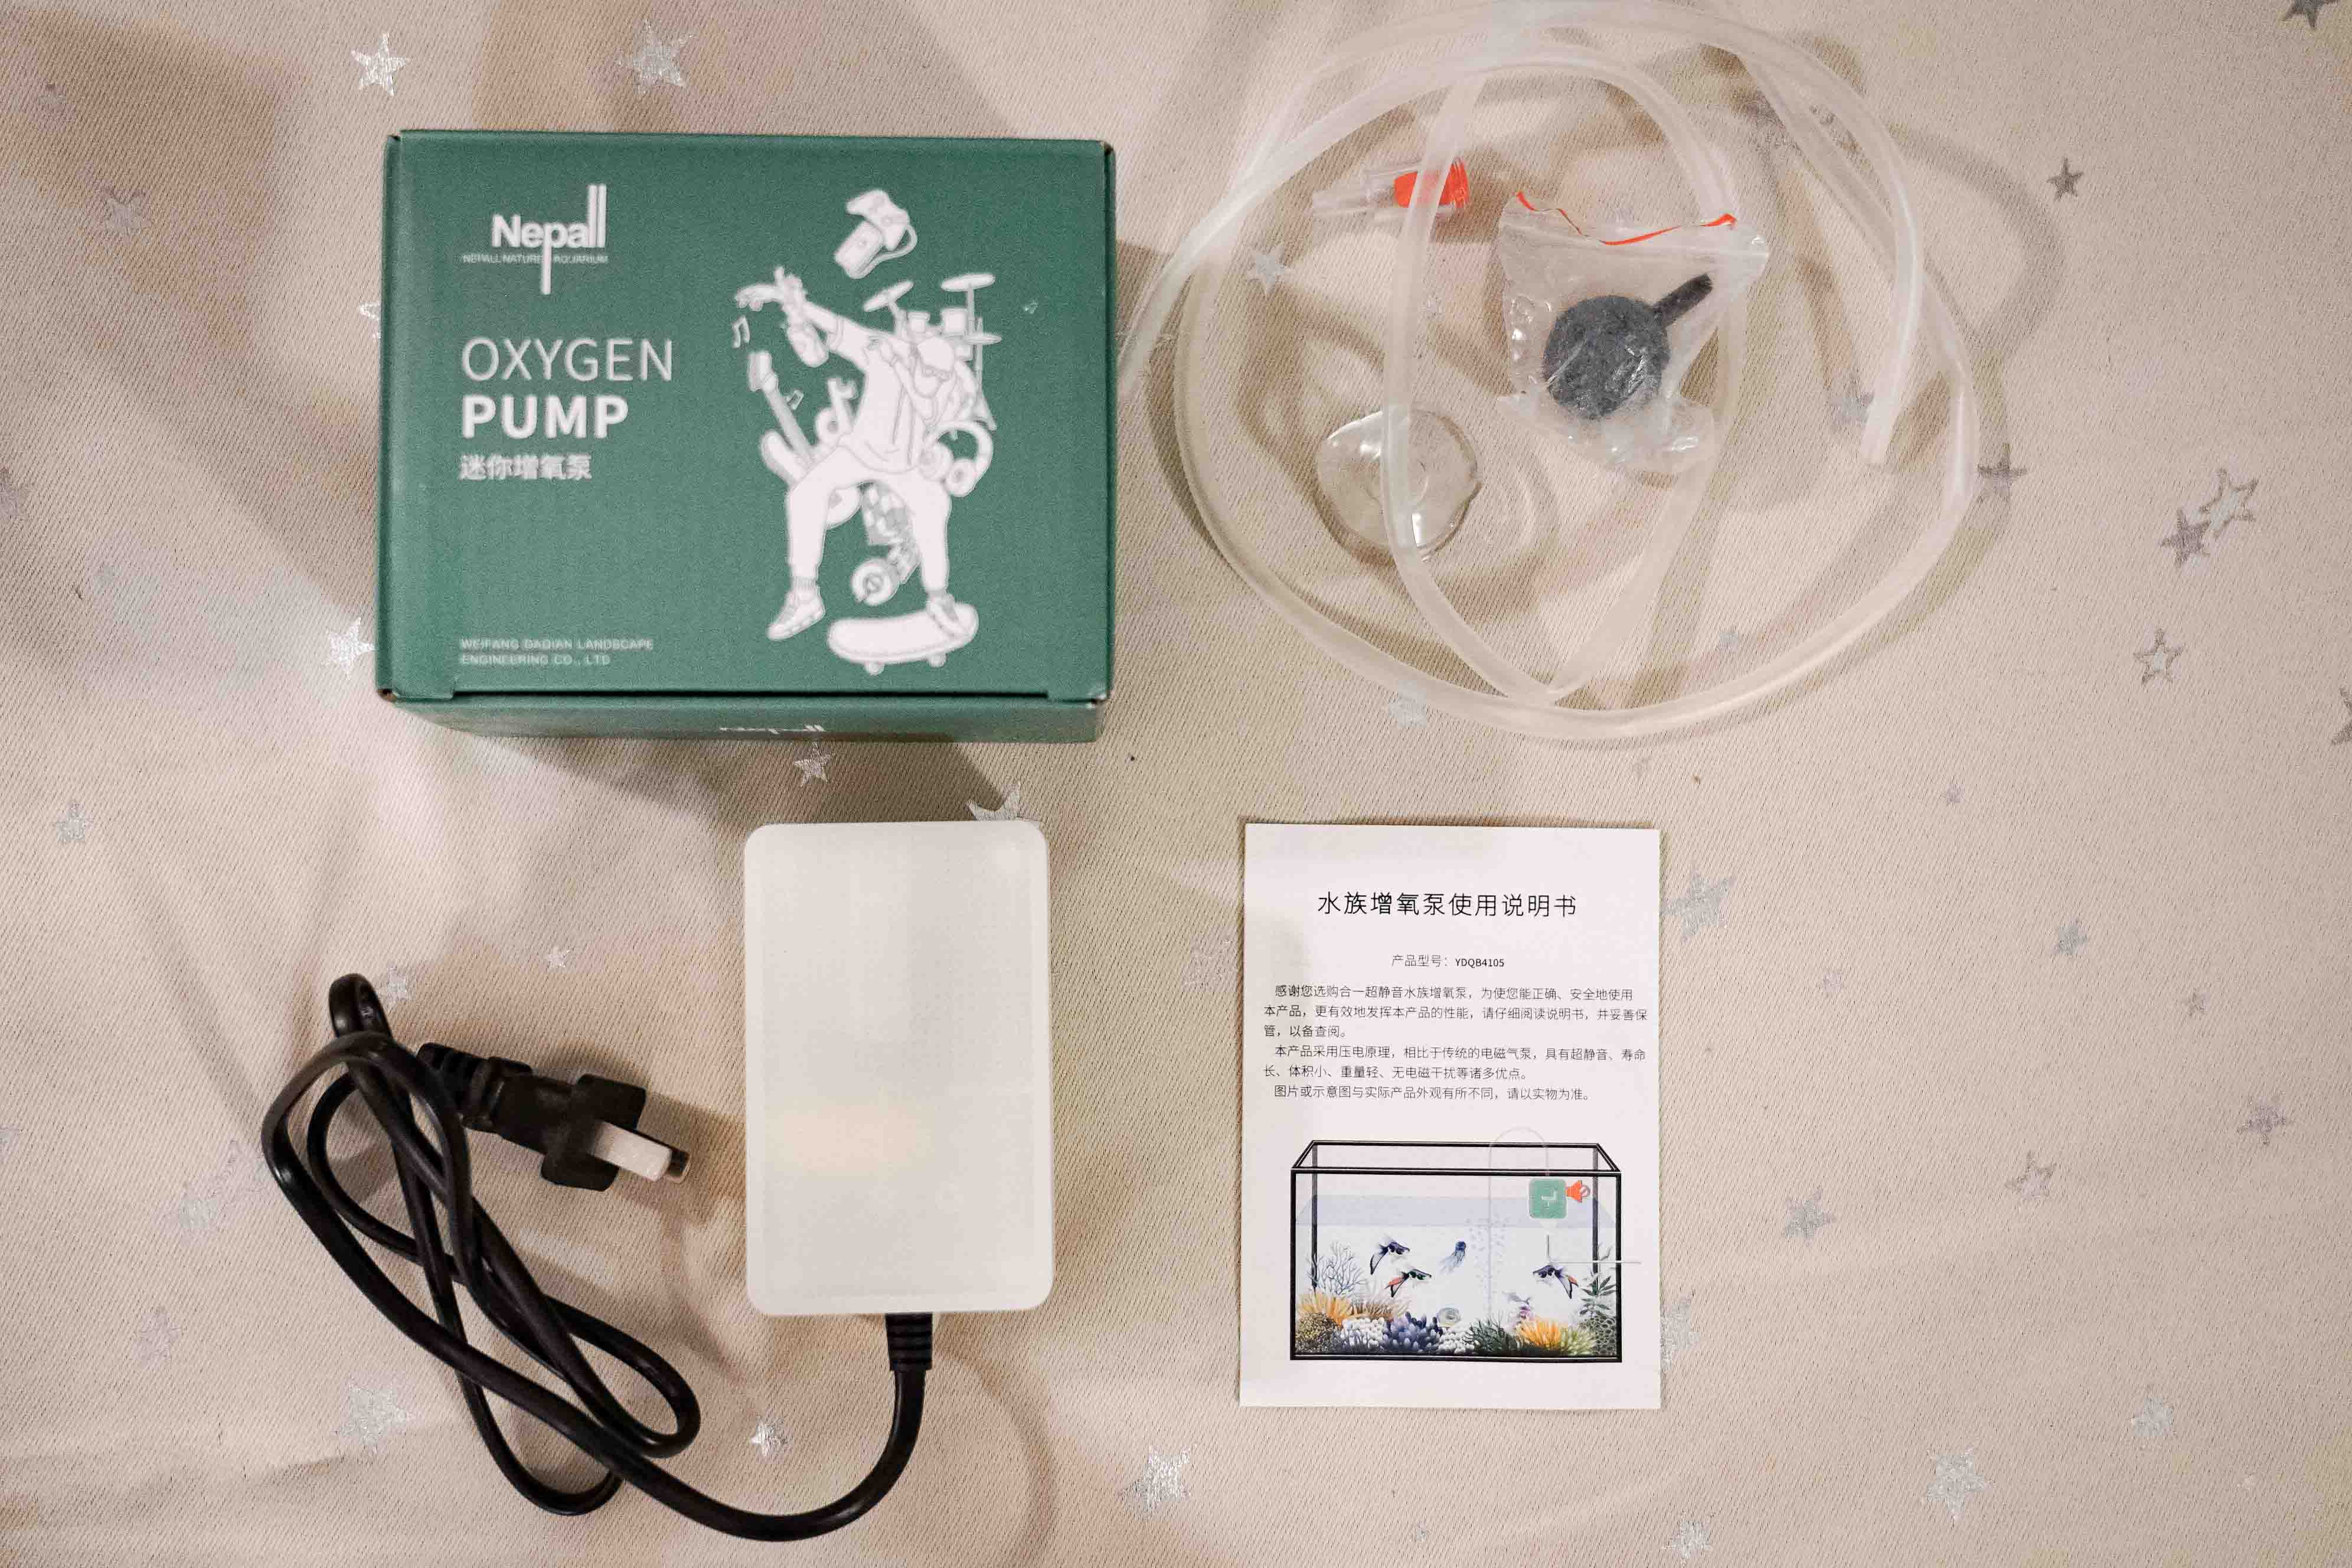 Nepall
NEPALL NATURE AQUARIUM
OXYGEN
PUMP
迷你增氧泵
WEIFANG DAQIAN LANDSCAPE
ENGINEERING CO., LTD
水族增氧泵使用说明书
产品型号：YDQB4105
感谢您选购合一超静音水族增氧泵，为使您能正确、安全地使用
本产品，更有效地发挥本产品的性能，请仔细阅读说明书，并妥善保
管，以备查阅。
本产品采用压电原理，相比于传统的电磁气泵，具有超静音、寿命
长、体积小、重量轻、无电磁干扰等诸多优点。
图片或示意图与实际产品外观有所不同，请以实物为准。